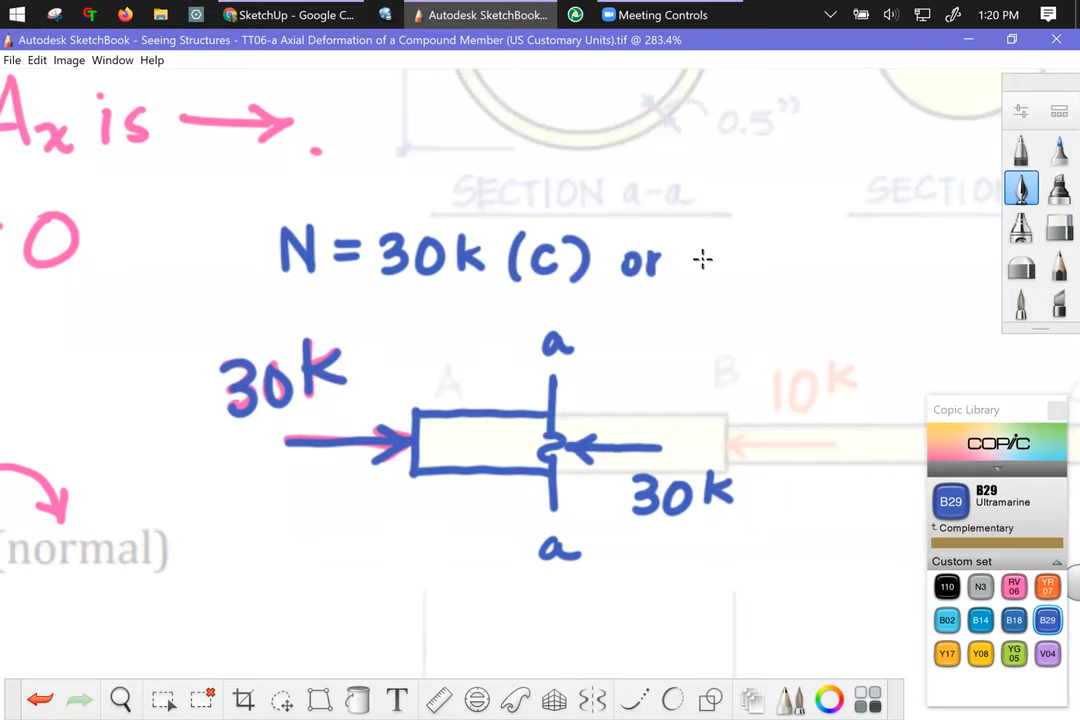 SketchUp - Google C...
Autodesk SketchBook...
Meeting Controls
1:20 PM
Autodesk SketchBook - Seeing Structures - TT06-a Axial Deformation of a Compound Member (US Customary Units).tif @ 283.4%
File Edit Image Window Help
Ax is →.
0.5"
SECTION a-a
SECTIO
0
N = 30k (C) or
a
30k
A
B
10k
30k
a
(normal)
Copic Library
COPIC
B29
B29
Ultramarine
Complementary
Custom set
110 N3 RV 06 YR 07
B02 B14 B18 B29
Y17 Y08 YG 05 V04
T